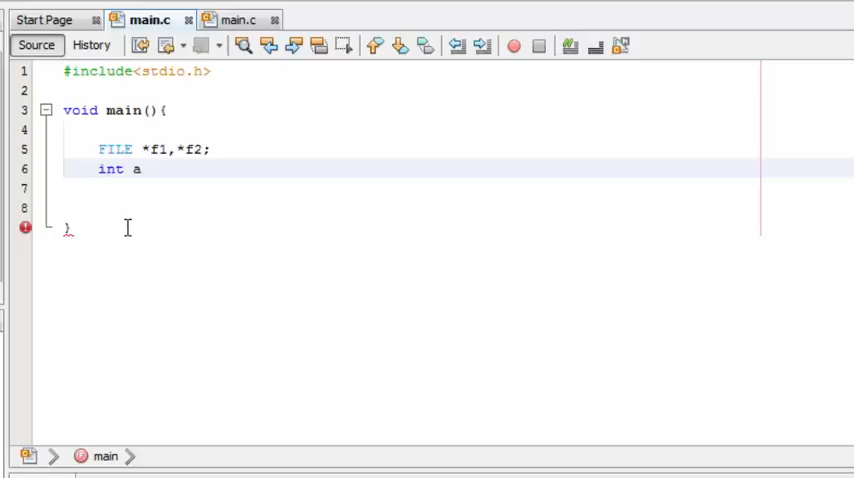 Start Page main.c main.c
Source History
1 #include<stdio.h>
2
3 void main(){
4
5 FILE *f1,*f2;
6 int a
7
8
}
main